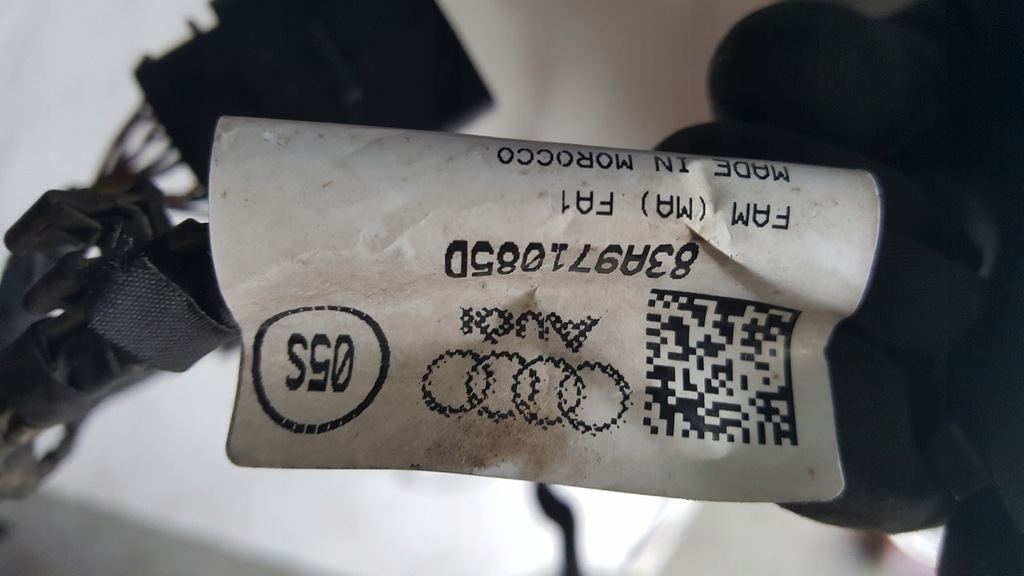 05S
Audi
83A971085D
FAM (MA) FA1
MADE IN MOROCCO